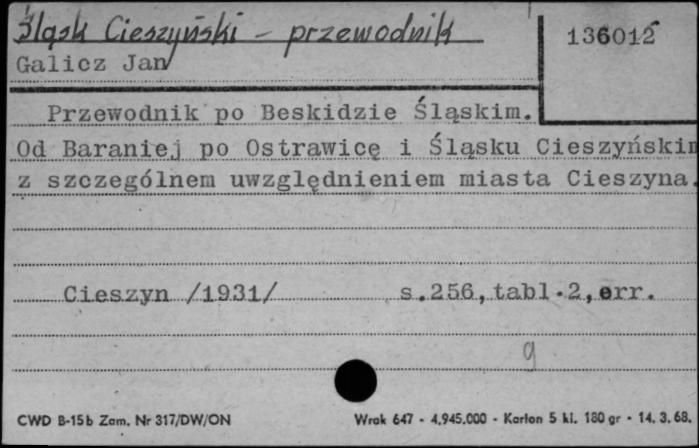 Śląsk Cieszyński - przewodnik
136012
Galicz Jan
Przewodnik po Beskidzie Śląskim.
Od Baraniej po Ostrawicę i Śląsku Cieszyńskim
z szczególnem uwzględnieniem miasta Cieszyna.
Cieszyn /1931/ s.256,tabl.2,err.
g
CWD B-15b Zam. Nr 317/DW/ON Wrak 647 - 4.945.000 - Karton 5 kl. 180 gr - 14. 3. 68.